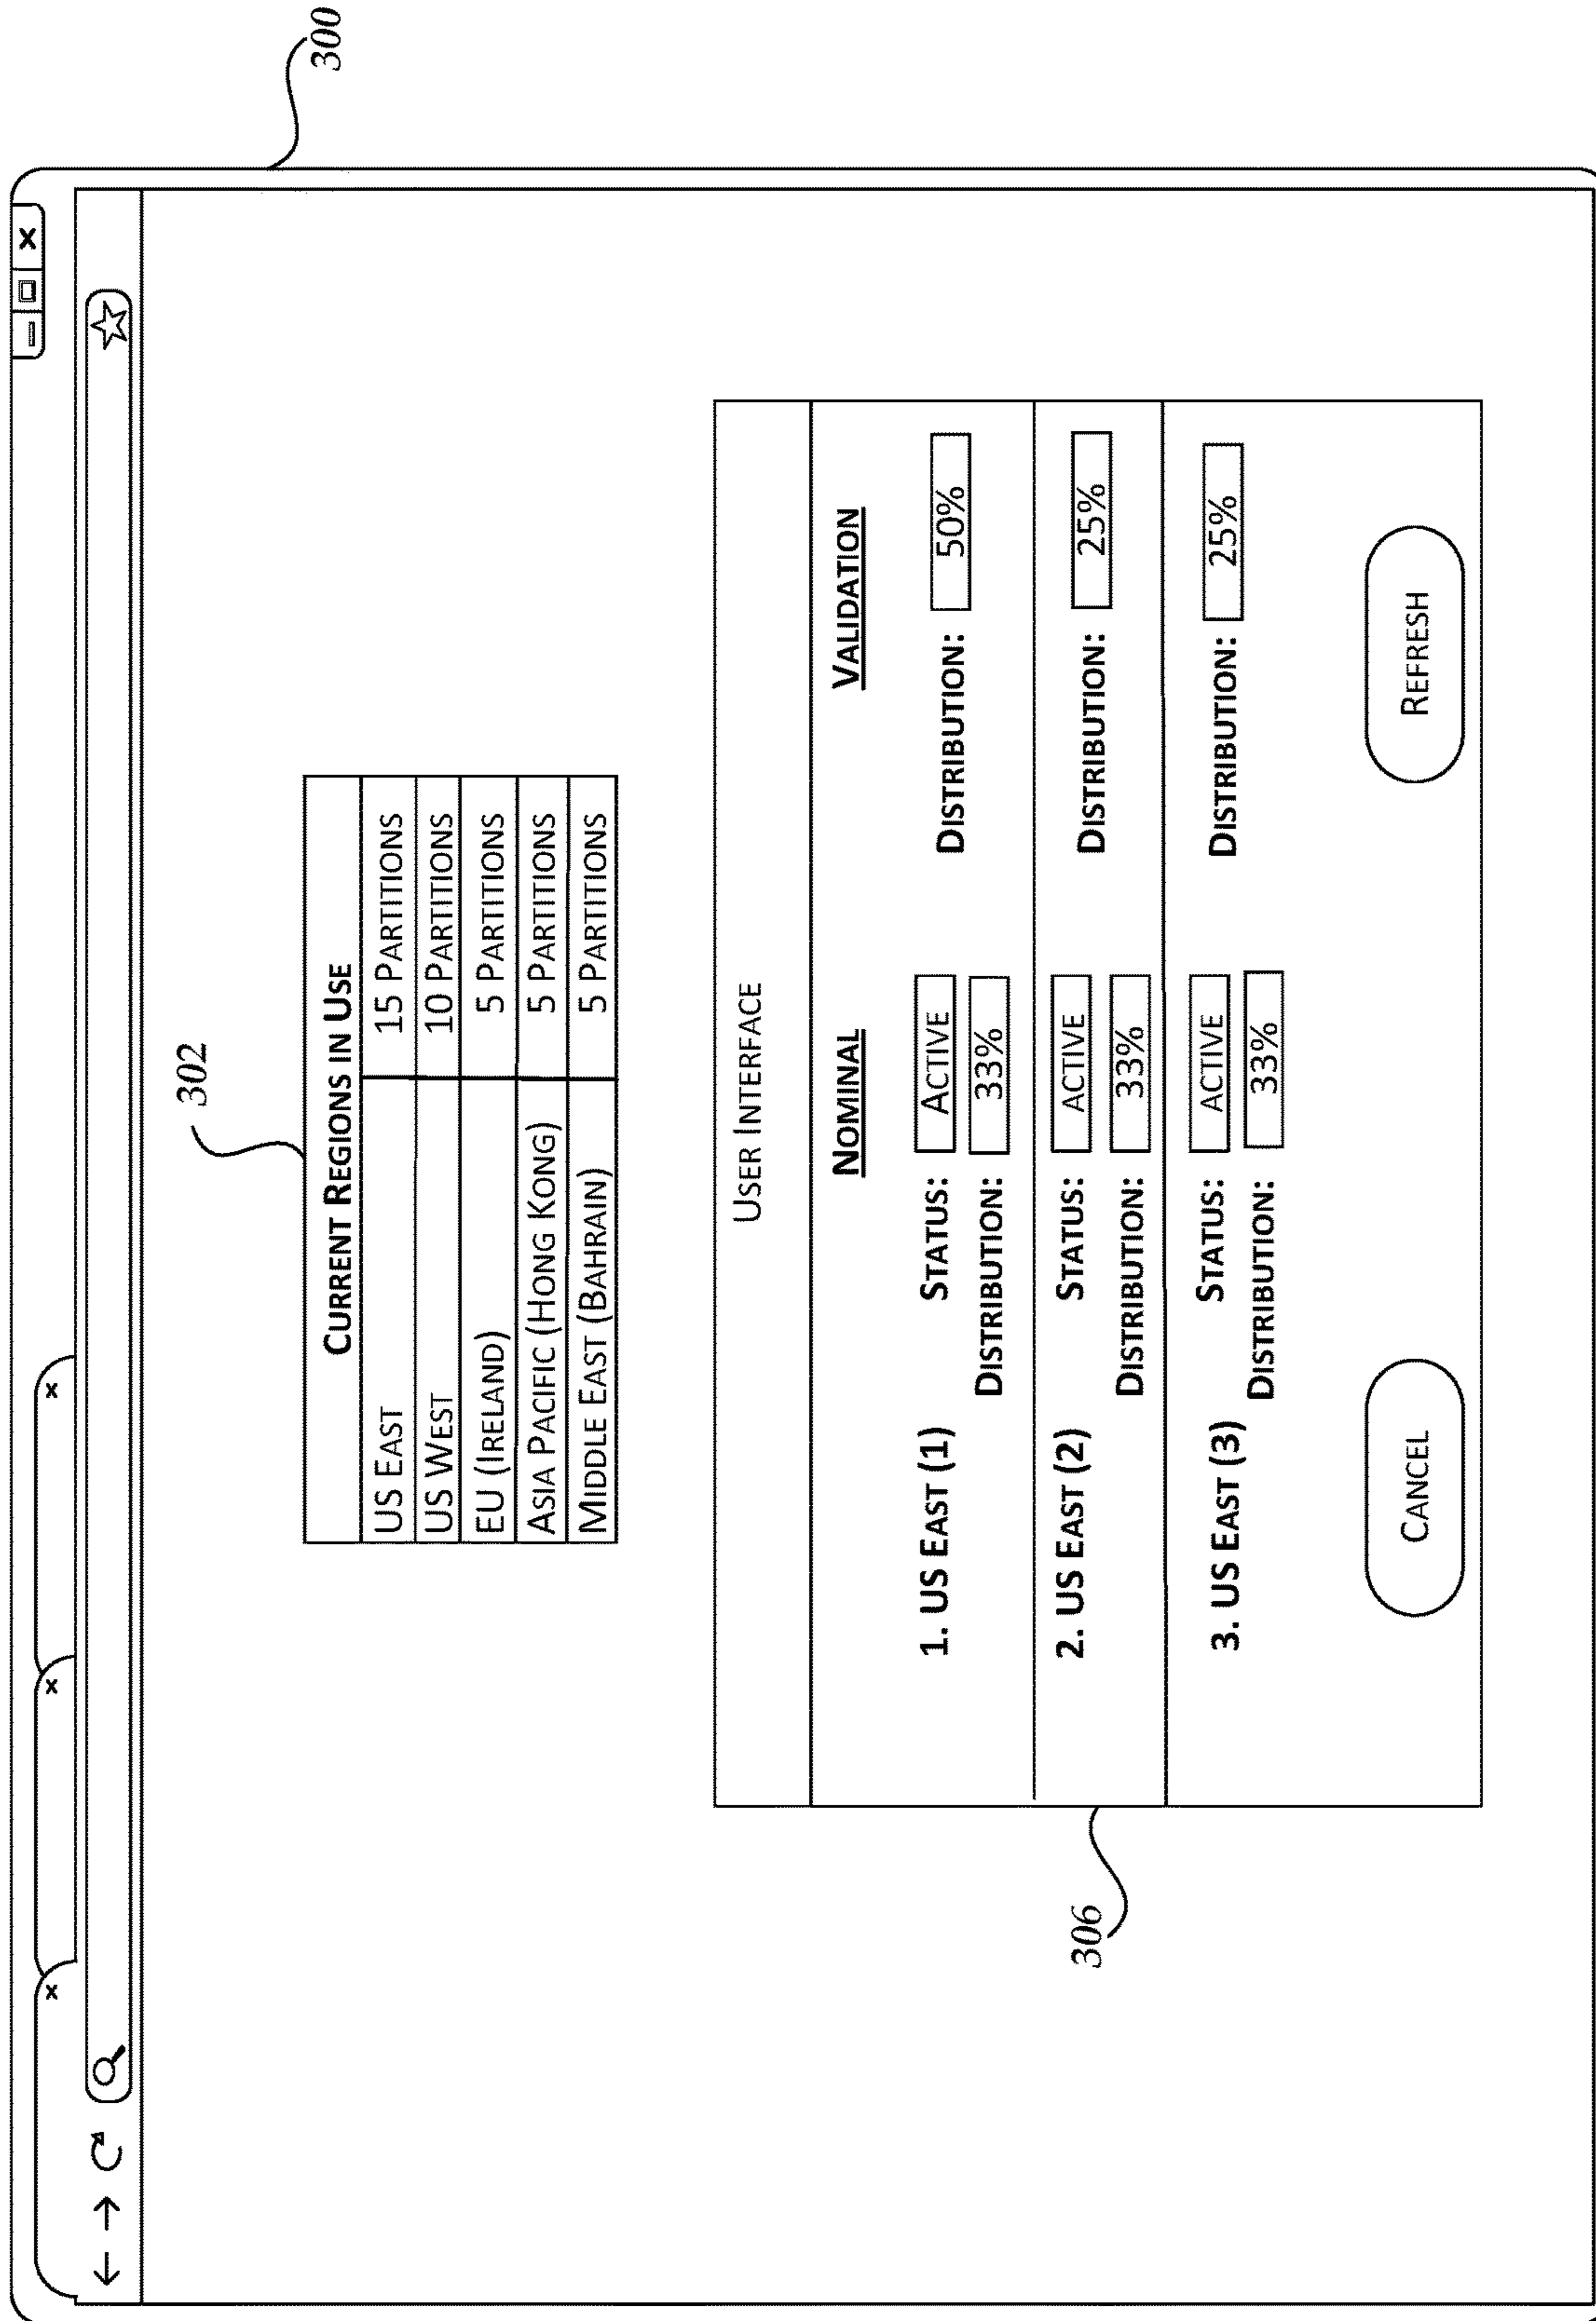 300
X
X
X
X
302
CURRENT REGIONS IN USE
US EAST 15 PARTITIONS
US WEST 10 PARTITIONS
EU (IRELAND) 5 PARTITIONS
ASIA PACIFIC (HONG KONG) 5 PARTITIONS
MIDDLE EAST (BAHRAIN) 5 PARTITIONS
306
USER INTERFACE
NOMINAL VALIDATION
1. US EAST (1) STATUS: ACTIVE DISTRIBUTION: 50%
DISTRIBUTION: 33%
2. US EAST (2) STATUS: ACTIVE DISTRIBUTION: 25%
DISTRIBUTION: 33%
3. US EAST (3) STATUS: ACTIVE DISTRIBUTION: 25%
DISTRIBUTION: 33%
CANCEL REFRESH